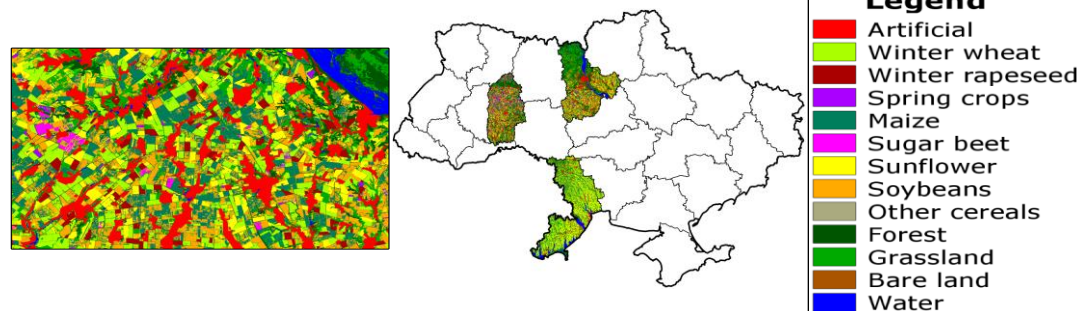 Legend
Artificial
Winter wheat
Winter rapeseed
Spring crops
Maize
Sugar beet
Sunflower
Soybeans
Other cereals
Forest
Grassland
Bare land
Water